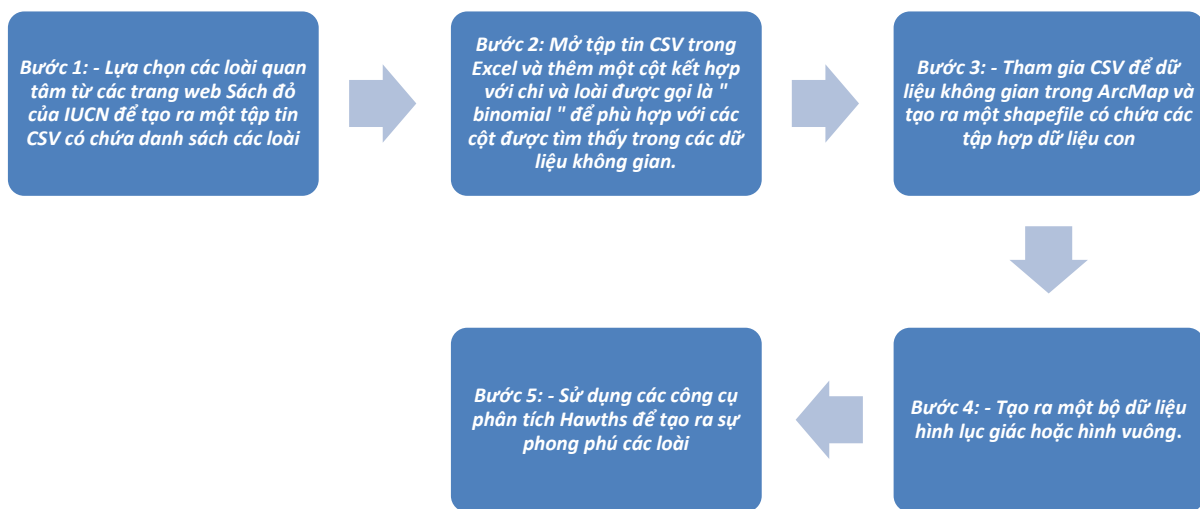 Bước 1: - Lựa chọn các loài quan
tâm từ các trang web Sách đỏ
của IUCN để tạo ra một tập tin
CSV có chứa danh sách các loài
Bước 2: Mở tập tin CSV trong
Excel và thêm một cột kết hợp
với chi và loài được gọi là "
binomial " để phù hợp với các
cột được tìm thấy trong các dữ
liệu không gian.
Bước 3: - Tham gia CSV để dữ
liệu không gian trong ArcMap và
tạo ra một shapefile có chứa các
tập hợp dữ liệu con
Bước 4: - Tạo ra một bộ dữ liệu
hình lục giác hoặc hình vuông.
Bước 5: - Sử dụng các công cụ
phân tích Hawths để tạo ra sự
phong phú các loài